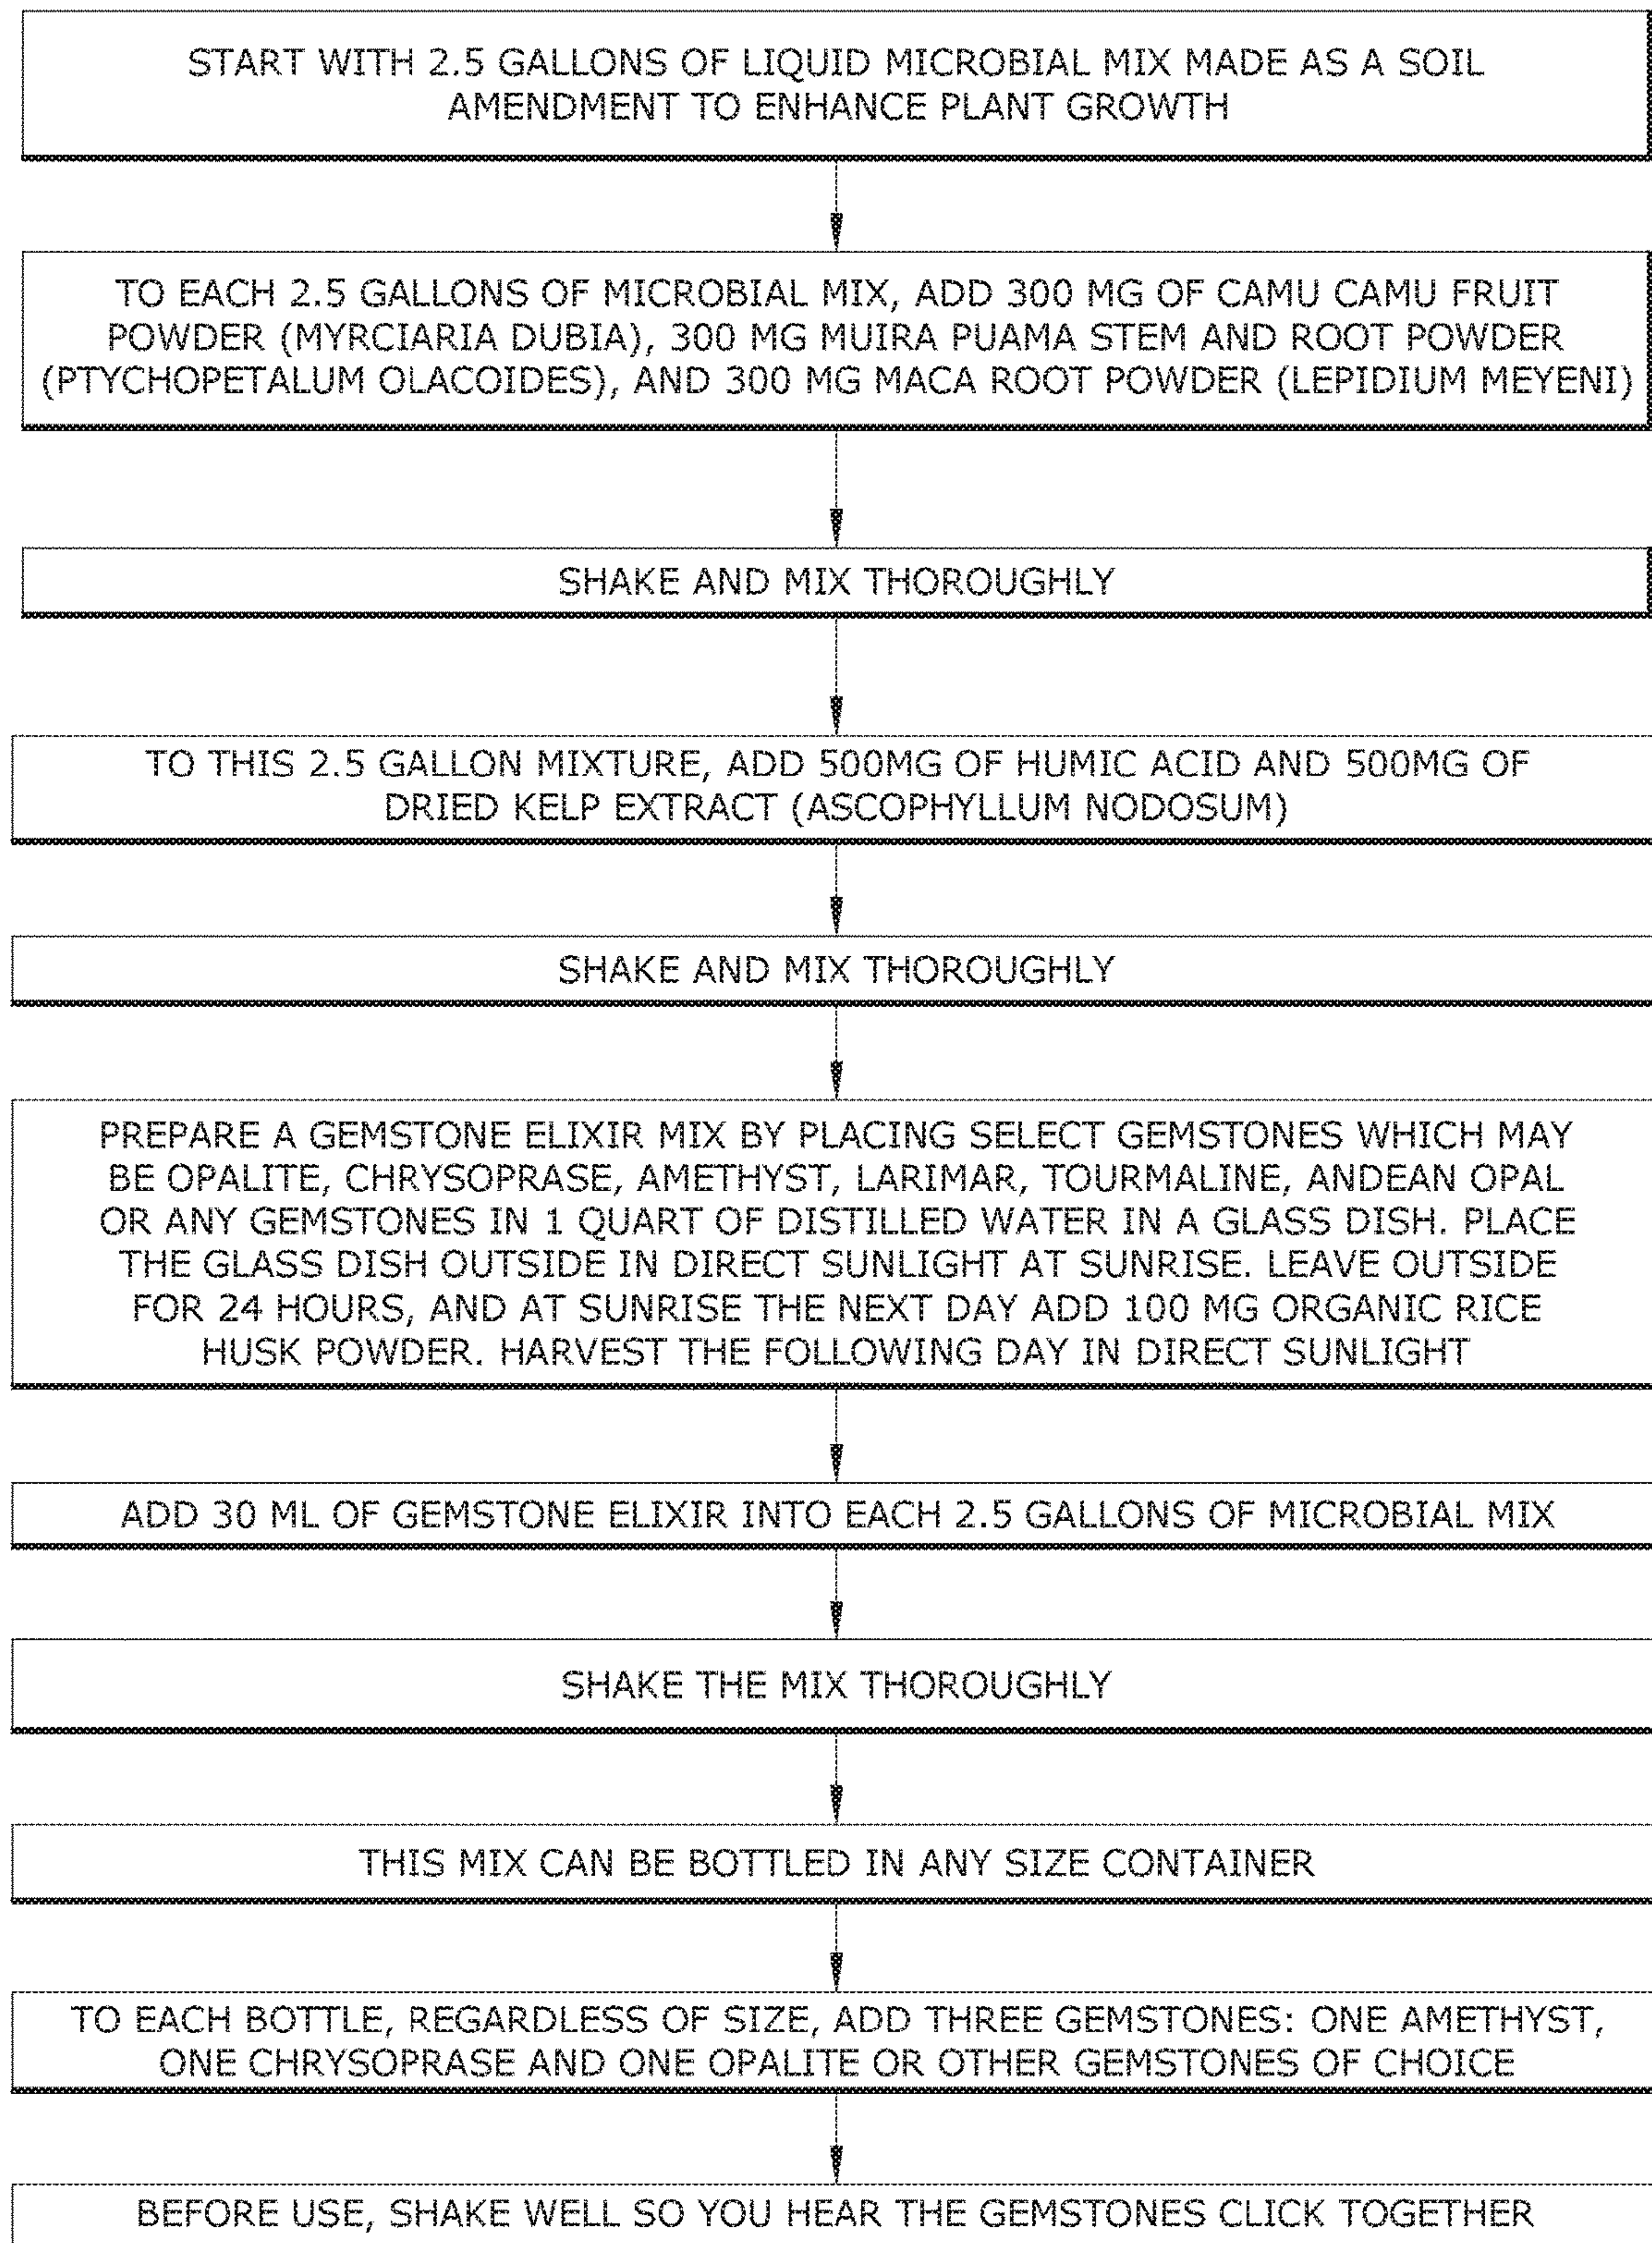 START WITH 2.5 GALLONS OF LIQUID MICROBIAL MIX MADE AS A SOIL
AMENDMENT TO ENHANCE PLANT GROWTH
TO EACH 2.5 GALLONS OF MICROBIAL MIX, ADD 300 MG OF CAMU CAMU FRUIT
POWDER (MYRCIARIA DUBIA), 300 MG MUIRA PUAMA STEM AND ROOT POWDER
(PTYCHOPETALUM OLACOIDES), AND 300 MG MACA ROOT POWDER (LEPIDIUM MEYENI)
SHAKE AND MIX THOROUGHLY
TO THIS 2.5 GALLON MIXTURE, ADD 500MG OF HUMIC ACID AND 500MG OF
DRIED KELP EXTRACT (ASCOPHYLLUM NODOSUM)
SHAKE AND MIX THOROUGHLY
PREPARE A GEMSTONE ELIXIR MIX BY PLACING SELECT GEMSTONES WHICH MAY
BE OPALITE, CHRYSOPRASE, AMETHYST, LARIMAR, TOURMALINE, ANDEAN OPAL
OR ANY GEMSTONES IN 1 QUART OF DISTILLED WATER IN A GLASS DISH. PLACE
THE GLASS DISH OUTSIDE IN DIRECT SUNLIGHT AT SUNRISE. LEAVE OUTSIDE
FOR 24 HOURS, AND AT SUNRISE THE NEXT DAY ADD 100 MG ORGANIC RICE
HUSK POWDER. HARVEST THE FOLLOWING DAY IN DIRECT SUNLIGHT
ADD 30 ML OF GEMSTONE ELIXIR INTO EACH 2.5 GALLONS OF MICROBIAL MIX
SHAKE THE MIX THOROUGHLY
THIS MIX CAN BE BOTTLED IN ANY SIZE CONTAINER
TO EACH BOTTLE, REGARDLESS OF SIZE, ADD THREE GEMSTONES: ONE AMETHYST,
ONE CHRYSOPRASE AND ONE OPALITE OR OTHER GEMSTONES OF CHOICE
BEFORE USE, SHAKE WELL SO YOU HEAR THE GEMSTONES CLICK TOGETHER